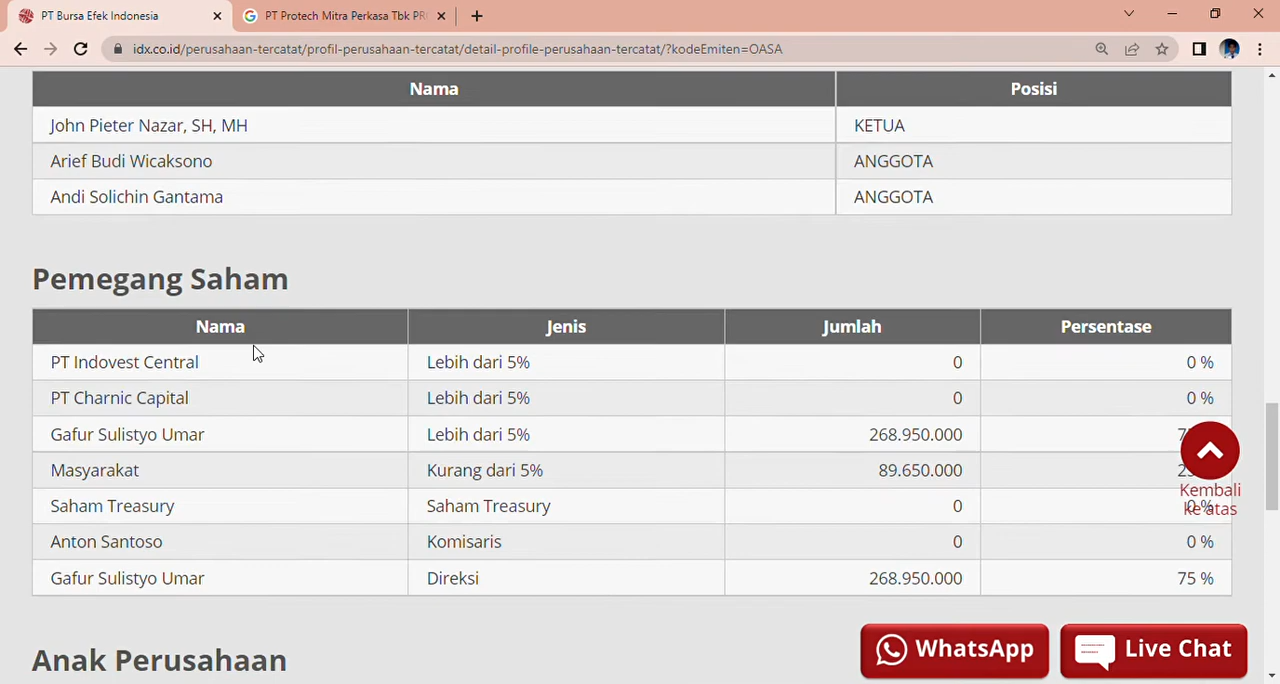 PT Bursa Efek Indonesia
PT Protech Mitra Perkasa Tbk PR
idx.co.id/perusahaan-tercatat/profil-perusahaan-tercatat/detail-profile-perusahaan-tercatat/?kodeEmiten=OASA
Nama Posisi
John Pieter Nazar, SH, MH KETUA
Arief Budi Wicaksono ANGGOTA
Andi Solichin Gantama ANGGOTA
Pemegang Saham
Nama Jenis Jumlah Persentase
PT Indovest Central Lebih dari 5% 0 0 %
PT Charnic Capital Lebih dari 5% 0 0 %
Gafur Sulistyo Umar Lebih dari 5% 268.950.000
Masyarakat Kurang dari 5% 89.650.000
Saham Treasury Saham Treasury 0 0 %
Anton Santoso Komisaris 0 0 %
Gafur Sulistyo Umar Direksi 268.950.000 75 %
Kembali
ke atas
Anak Perusahaan
WhatsApp
Live Chat